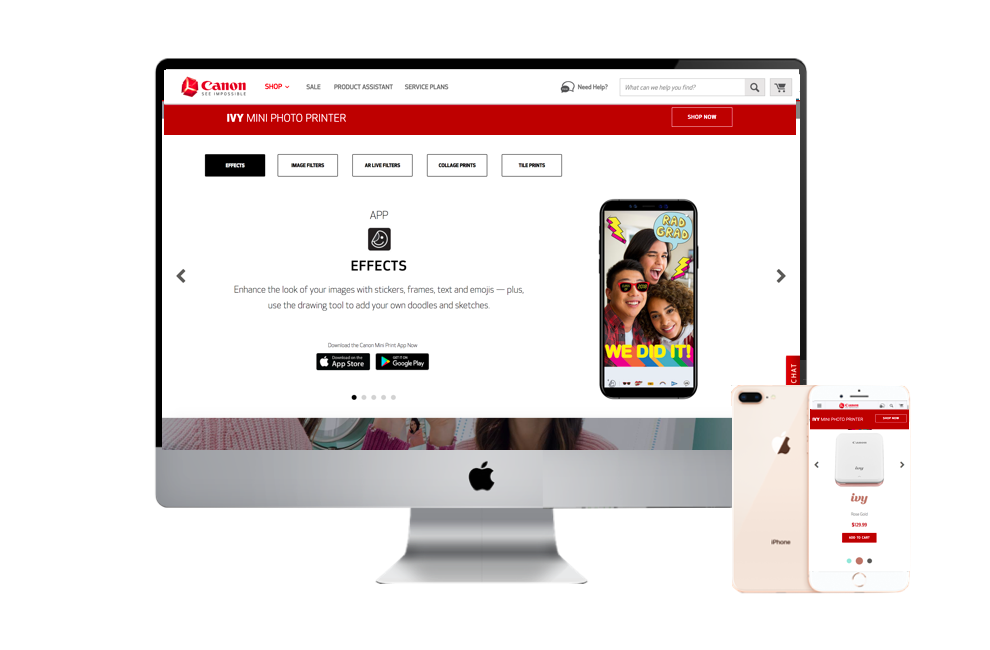 Canon
SEE IMPOSSIBLE
SHOP
SALE
PRODUCT ASSISTANT
SERVICE PLANS
Need Help?
What can we help you find?
IVY MINI PHOTO PRINTER
SHOP NOW
EFFECTS
IMAGE FILTERS
AR LIVE FILTERS
COLLAGE PRINTS
TILE PRINTS
APP
EFFECTS
Enhance the look of your images with stickers, frames, text and emojis — plus,
use the drawing tool to add your own doodles and sketches.
Download the Canon Mini Print App Now
Download on the
App Store
GET IT ON
Google Play
RAD
GRAD
WE DID IT!
CHAT
iPhone
Canon
IVY MINI PHOTO PRINTER
SHOP NOW
Canon
ivy
ivy
Rose Gold
$129.99
ADD TO CART